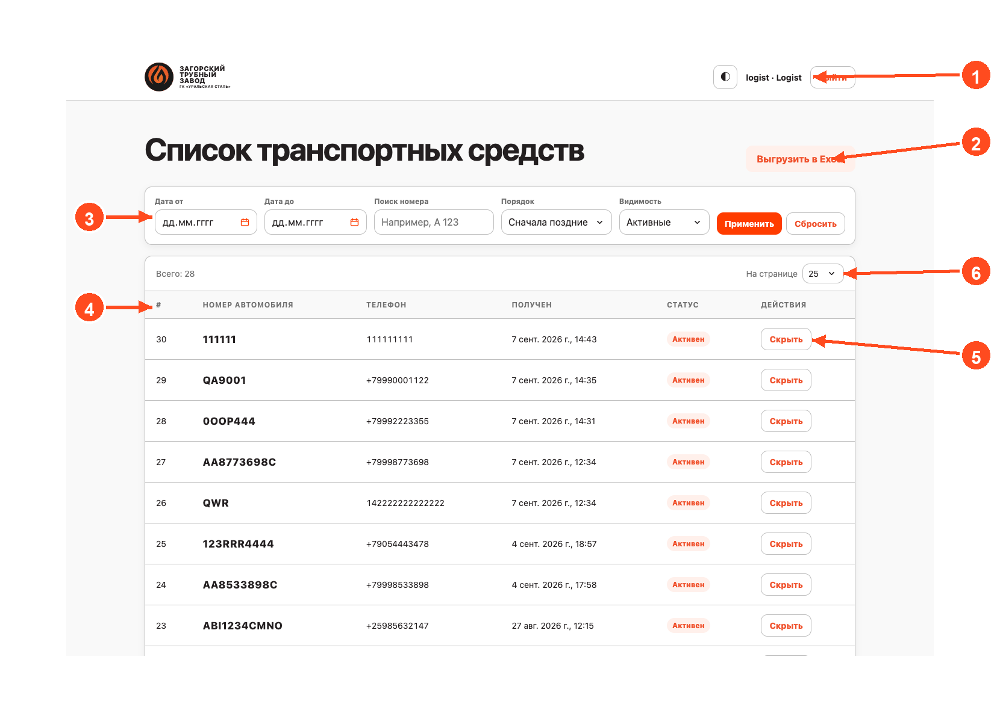 ЗАГОРСКИЙ
ТРУБНЫЙ
ЗАВОД
ГК «УРАЛЬСКАЯ СТАЛЬ»
logist · Logist
1
Список транспортных средств
Выгрузить в
2
Дата от
Дата до
Поиск номера
Порядок
Видимость
3
дд.мм.гггг
дд.мм.гггг
Например, А 123
Сначала поздние
Активные
Применить
Сбросить
Всего: 28
На странице
25
6
4
# НОМЕР АВТОМОБИЛЯ ТЕЛЕФОН ПОЛУЧЕН СТАТУС ДЕЙСТВИЯ
30 111111 111111111 7 сент. 2026 г., 14:43 Активен Скрыть
5
29 QA9001 +79990001122 7 сент. 2026 г., 14:35 Активен Скрыть
28 0OOP444 +79992223355 7 сент. 2026 г., 14:31 Активен Скрыть
27 AA8773698C +79998773698 7 сент. 2026 г., 12:34 Активен Скрыть
26 QWR 142222222222222 7 сент. 2026 г., 12:34 Активен Скрыть
25 123RRR4444 +79054443478 4 сент. 2026 г., 18:57 Активен Скрыть
24 AA8533898C +79998533898 4 сент. 2026 г., 17:58 Активен Скрыть
23 ABI1234CMNO +25985632147 27 авг. 2026 г., 12:15 Активен Скрыть